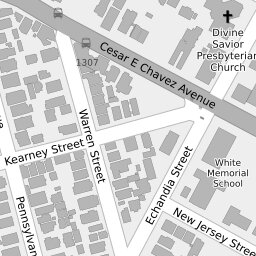 Divine
Savior
Presbyterian
Church
Cesar E Chavez Avenue
1307
Warren Street
Kearney Street
Echandia Street
White
Memorial
School
Pennsylvan
New Jersey Street